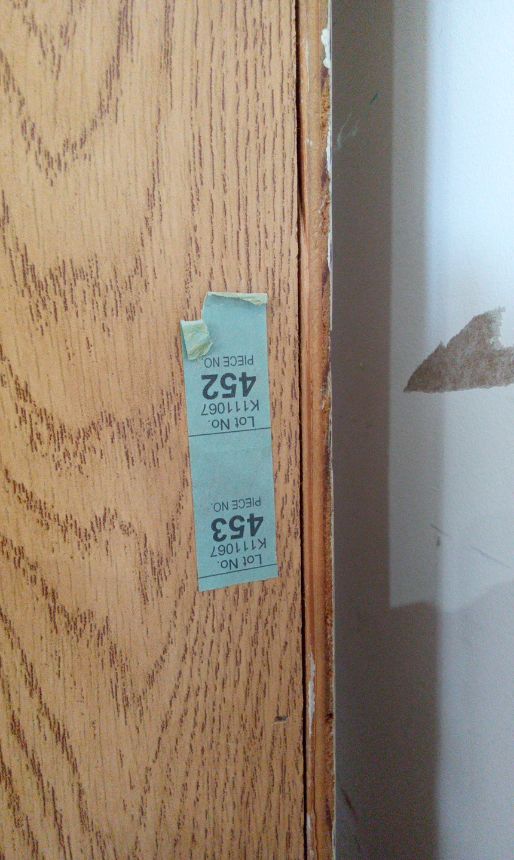 Lot No.
K111067
453
PIECE NO.
Lot No.
K111067
452
PIECE NO.